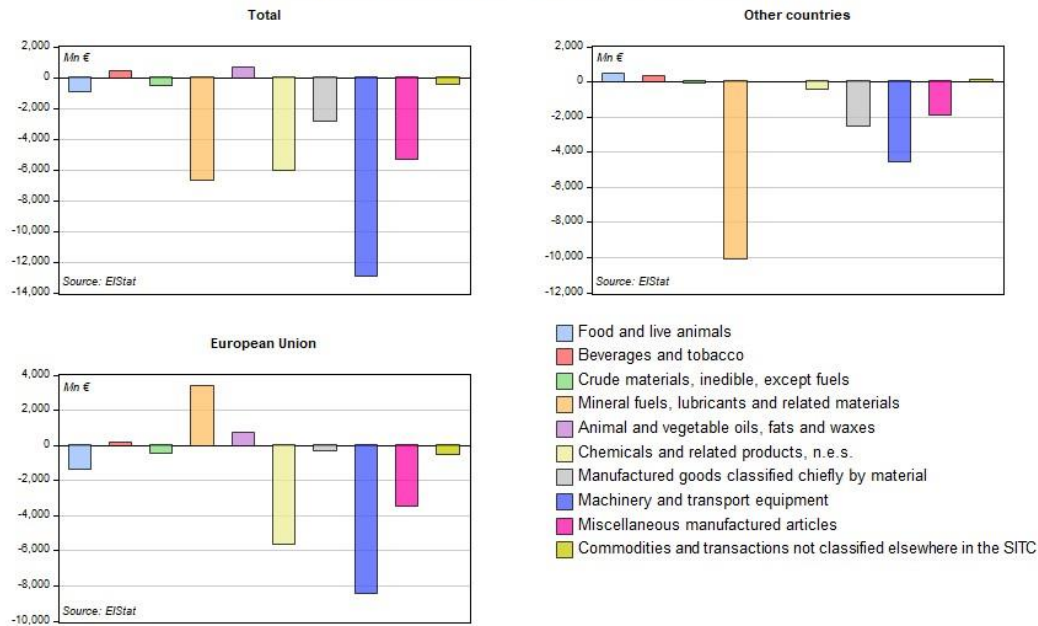 Total
2,000
Mn €
0
-2,000
-4,000
-6,000
-8,000
-10,000
-12,000
Source: ElStat
-14,000
Other countries
2,000
Mn €
0
-2,000
-4,000
-6,000
-8,000
-10,000
Source: ElStat
-12,000
European Union
4,000
Mn €
2,000
0
-2,000
-4,000
-6,000
-8,000
Source: ElStat
-10,000
Food and live animals
Beverages and tobacco
Crude materials, inedible, except fuels
Mineral fuels, lubricants and related materials
Animal and vegetable oils, fats and waxes
Chemicals and related products, n.e.s.
Manufactured goods classified chiefly by material
Machinery and transport equipment
Miscellaneous manufactured articles
Commodities and transactions not classified elsewhere in the SITC